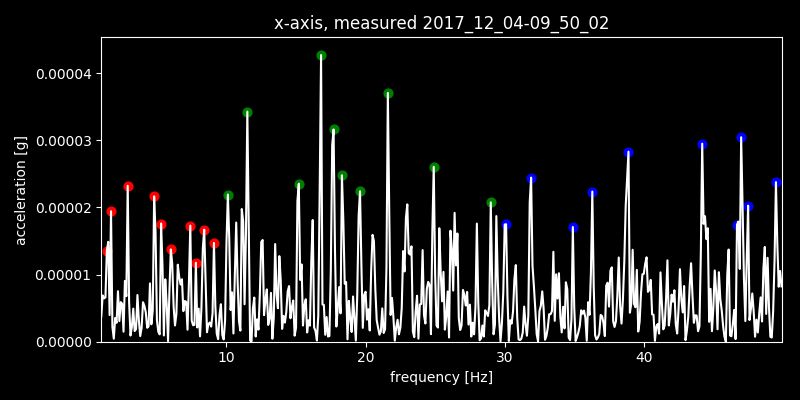 x-axis, measured 2017_12_04-09_50_02
acceleration [g]
0.00004
0.00003
0.00002
0.00001
0.00000
10 20 30 40
frequency [Hz]